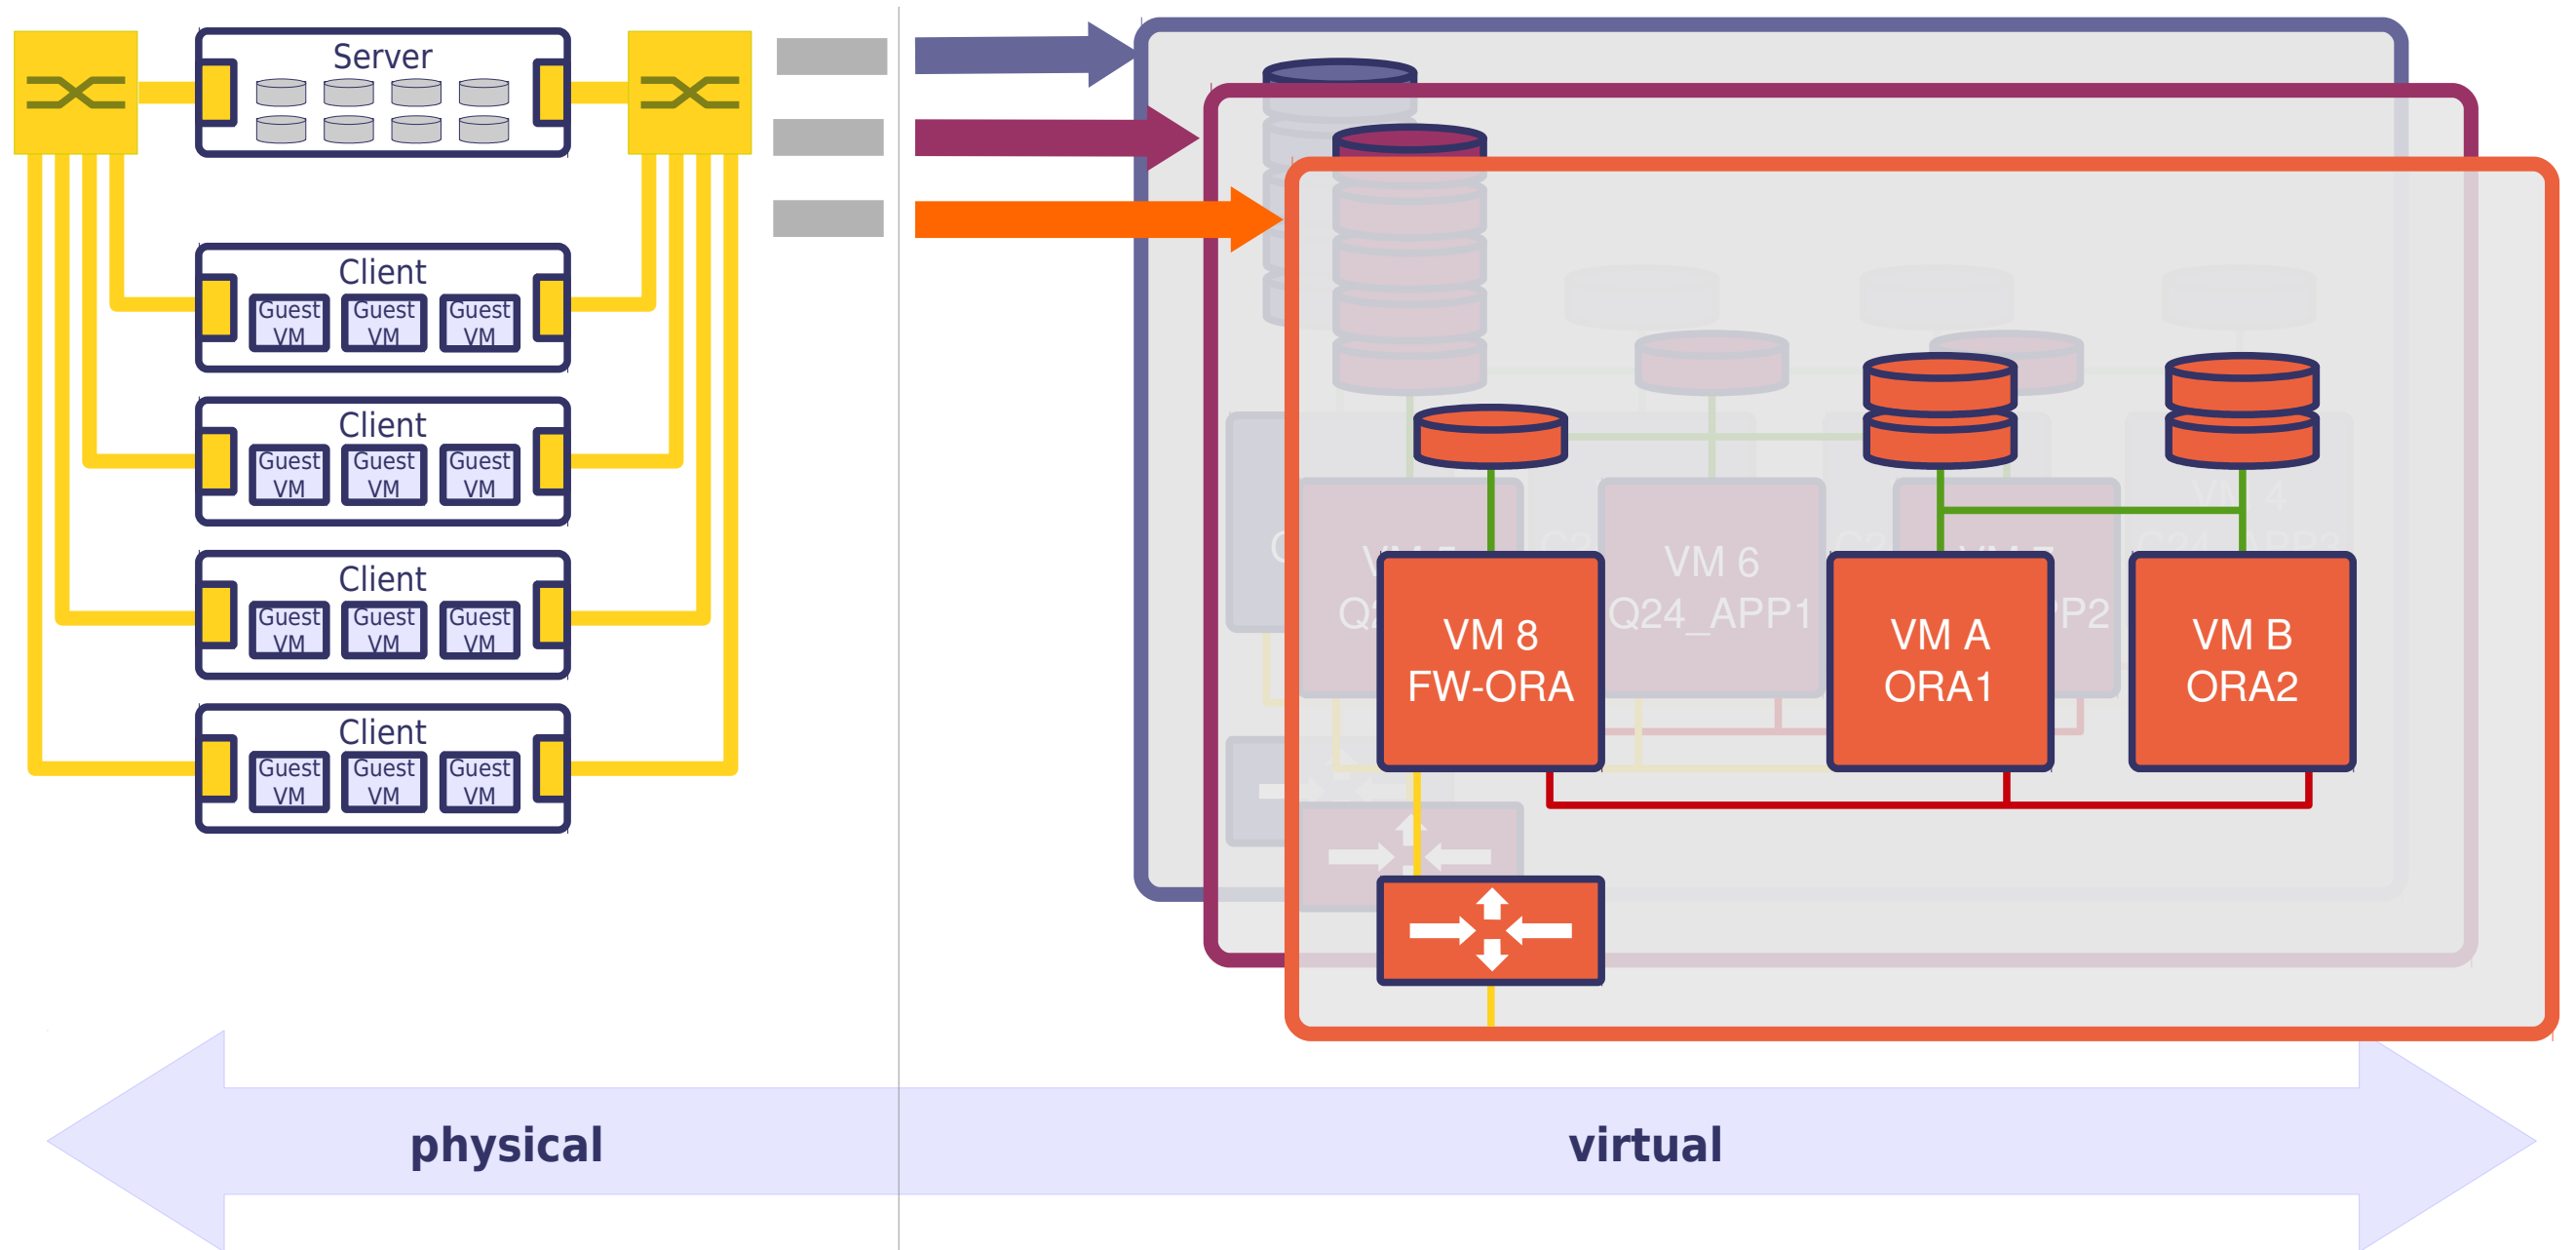 Server
Client
Guest VM
Guest VM
Guest VM
Client
Guest VM
Guest VM
Guest VM
Client
Guest VM
Guest VM
Guest VM
Client
Guest VM
Guest VM
Guest VM
VM 4
VM 6
Q24_APP1
VM 8
FW-ORA
VM A
ORA1
VM B
ORA2
physical
virtual